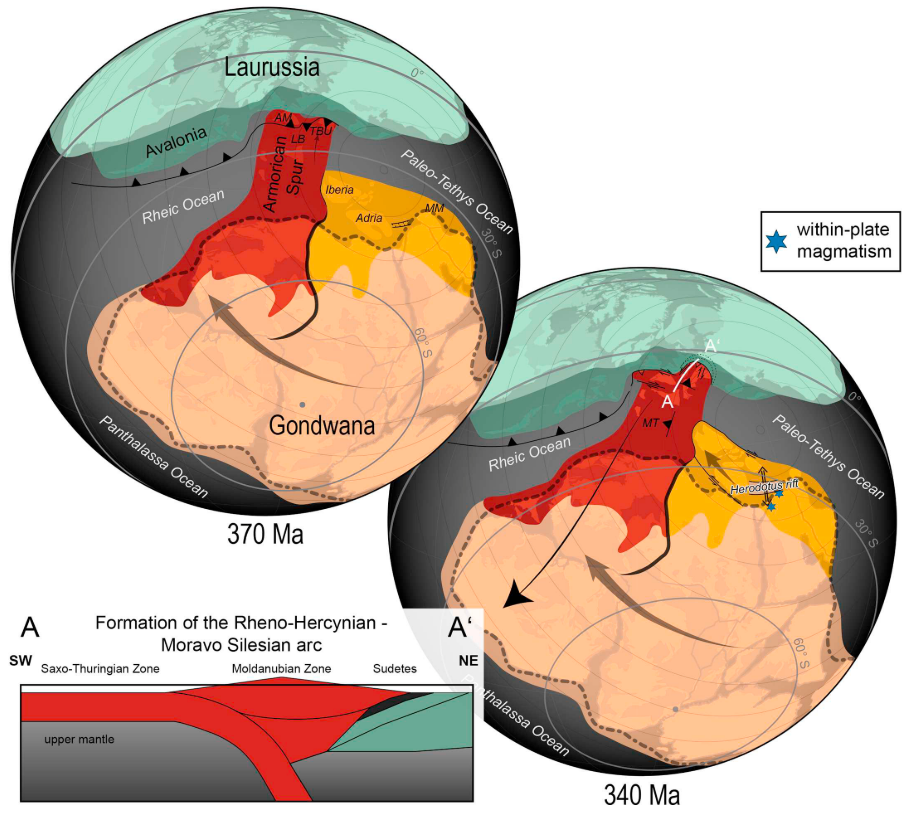 Laurussia
0°
Avalonia
AM
LB
TBU
Armorican
Spur
Rheic Ocean
Paleo-Tethys Ocean
Iberia
Adria
MM
30° S
60° S
Gondwana
Panthalassa Ocean
370 Ma
within-plate
magmatism
A'
A
0°
MT
Rheic Ocean
Paleo-Tethys Ocean
Herodotus rift
30° S
60° S
Panthalassa Ocean
340 Ma
A
Formation of the Rheno-Hercynian -
Moravo Silesian arc
A'
SW
NE
Saxo-Thuringian Zone
Moldanubian Zone
Sudetes
upper mantle